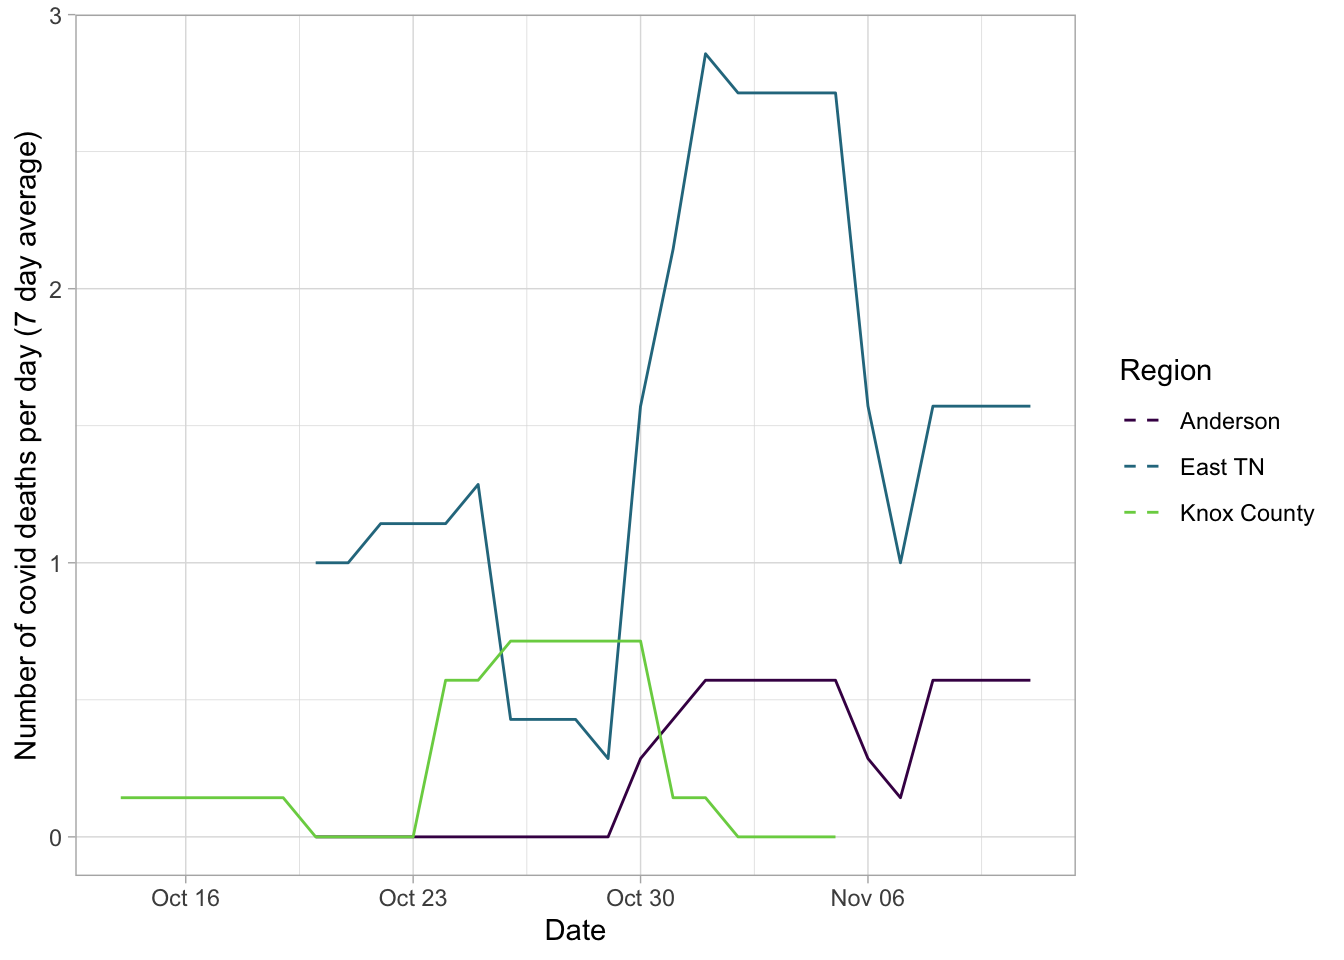 Number of covid deaths per day (7 day average)
3
2
1
0
Oct 16
Oct 23
Oct 30
Nov 06
Date
Region
Anderson
East TN
Knox County